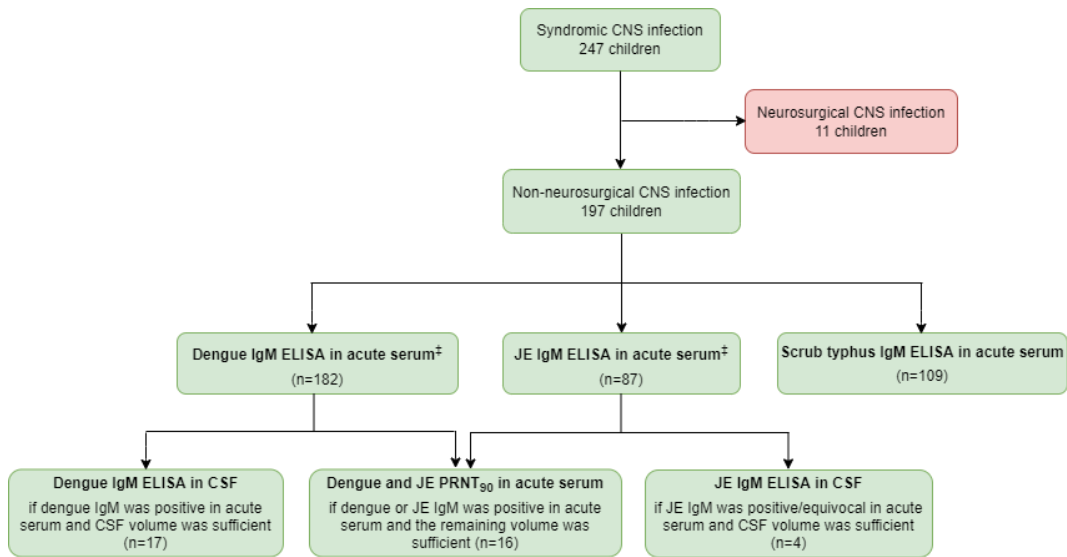 Syndromic CNS infection
247 children
Neurosurgical CNS infection
11 children
Non-neurosurgical CNS infection
197 children
Dengue IgM ELISA in acute serum‡
(n=182)
JE IgM ELISA in acute serum‡
(n=87)
Scrub typhus IgM ELISA in acute serum
(n=109)
Dengue IgM ELISA in CSF
if dengue IgM was positive in acute
serum and CSF volume was sufficient
(n=17)
Dengue and JE PRNT₉₀ in acute serum
if dengue or JE IgM was positive in acute
serum and the remaining volume was
sufficient (n=16)
JE IgM ELISA in CSF
if JE IgM was positive/equivocal in acute
serum and CSF volume was sufficient
(n=4)